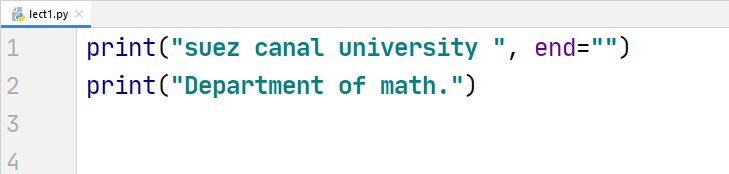 lect1.py
1 print("suez canal university ", end="")
2 print("Department of math.")
3
4